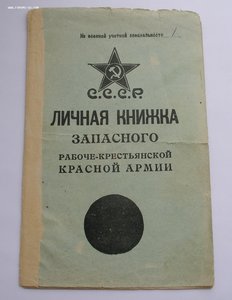 По военной учетной специальности
С.С.С.Р.
ЛИЧНАЯ КНИЖКА
ЗАПАСНОГО
РАБОЧЕ-КРЕСТЬЯНСКОЙ
КРАСНОЙ АРМИИ